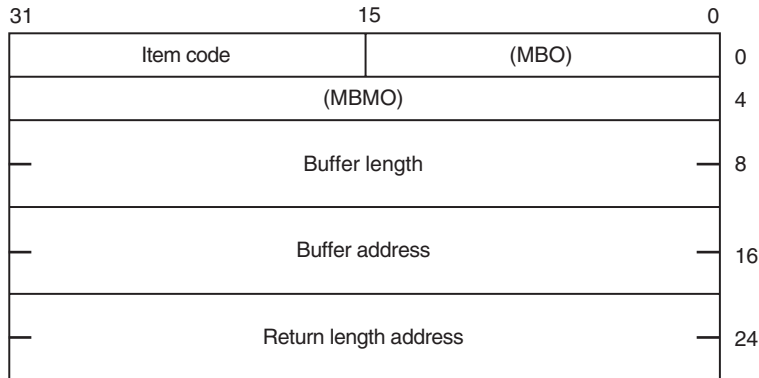 31 15 0
Item code (MBO) 0
(MBMO) 4
Buffer length 8
Buffer address 16
Return length address 24